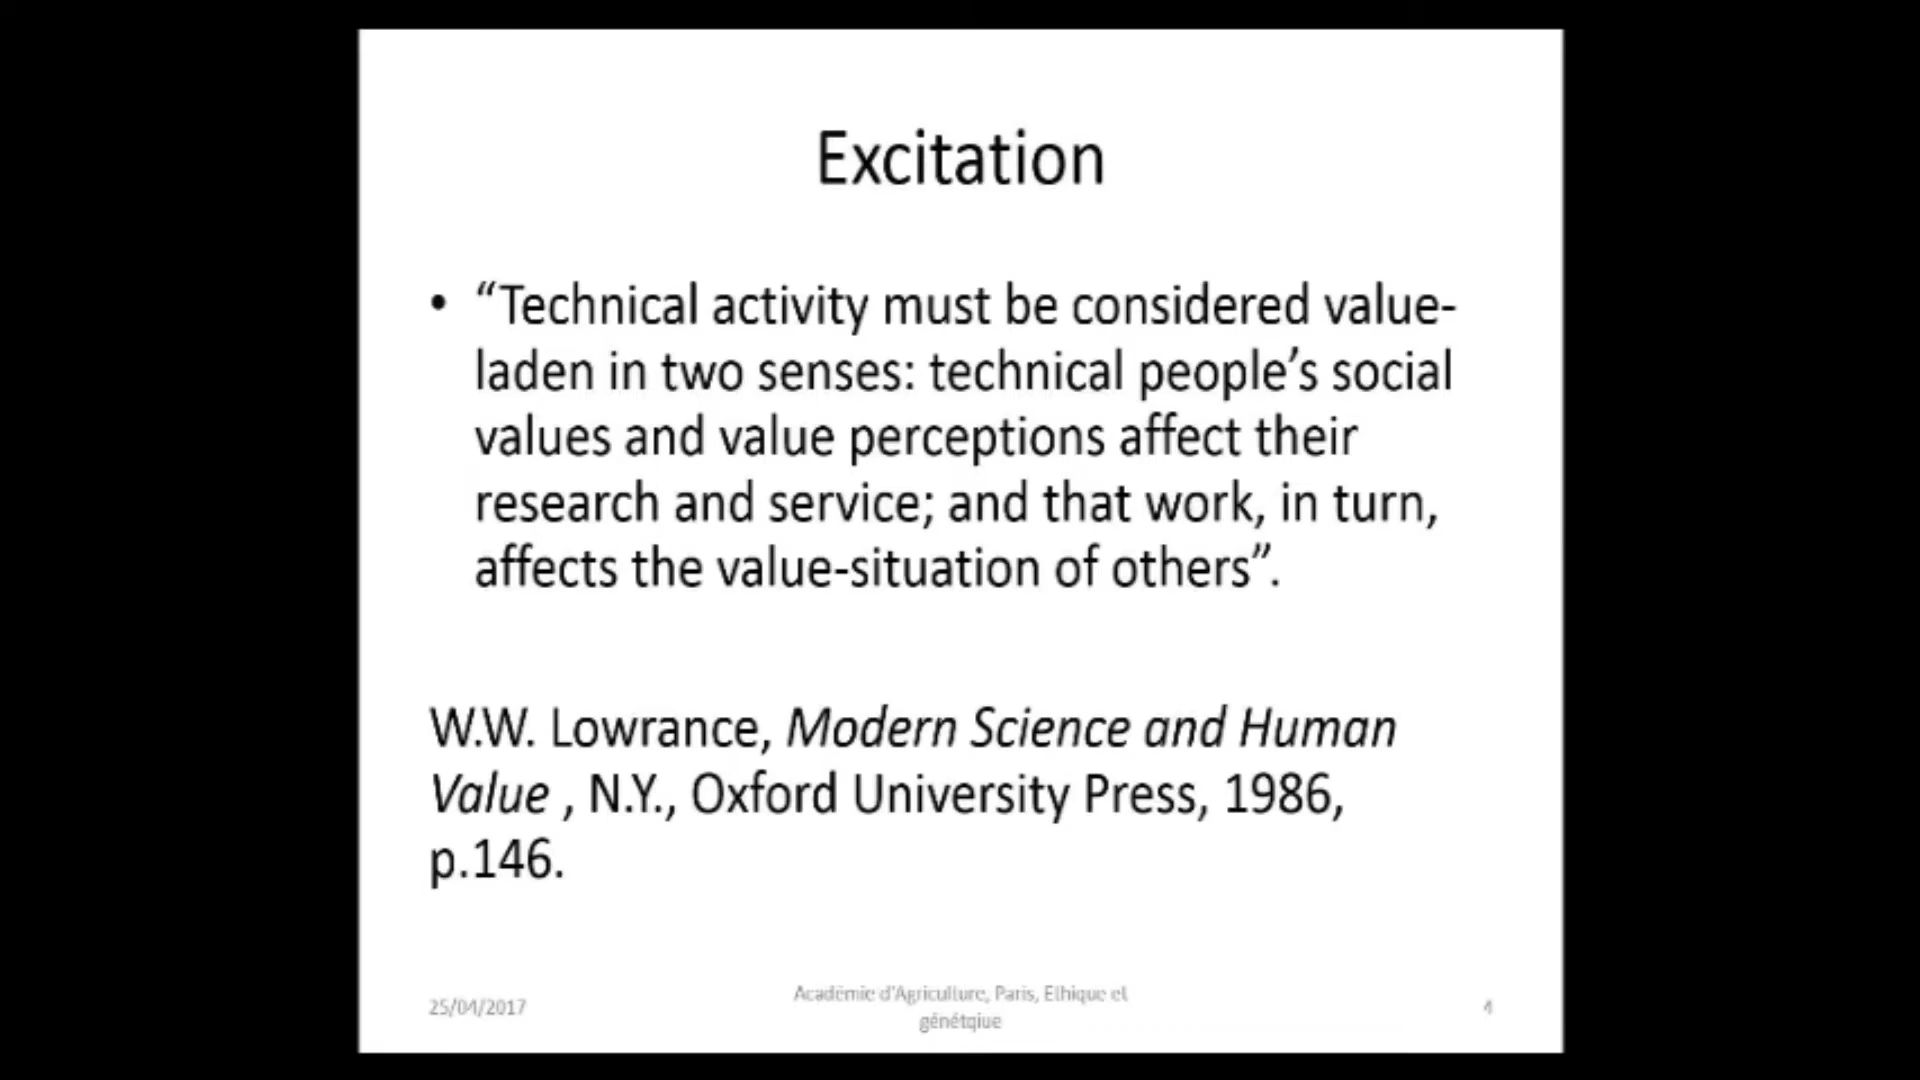 Excitation
• “Technical activity must be considered value-
laden in two senses: technical people’s social
values and value perceptions affect their
research and service; and that work, in turn,
affects the value-situation of others”.
W.W. Lowrance, Modern Science and Human
Value , N.Y., Oxford University Press, 1986,
p.146.
25/04/2017
Académie d'Agriculture, Paris, Ethique et
génétqiue
4